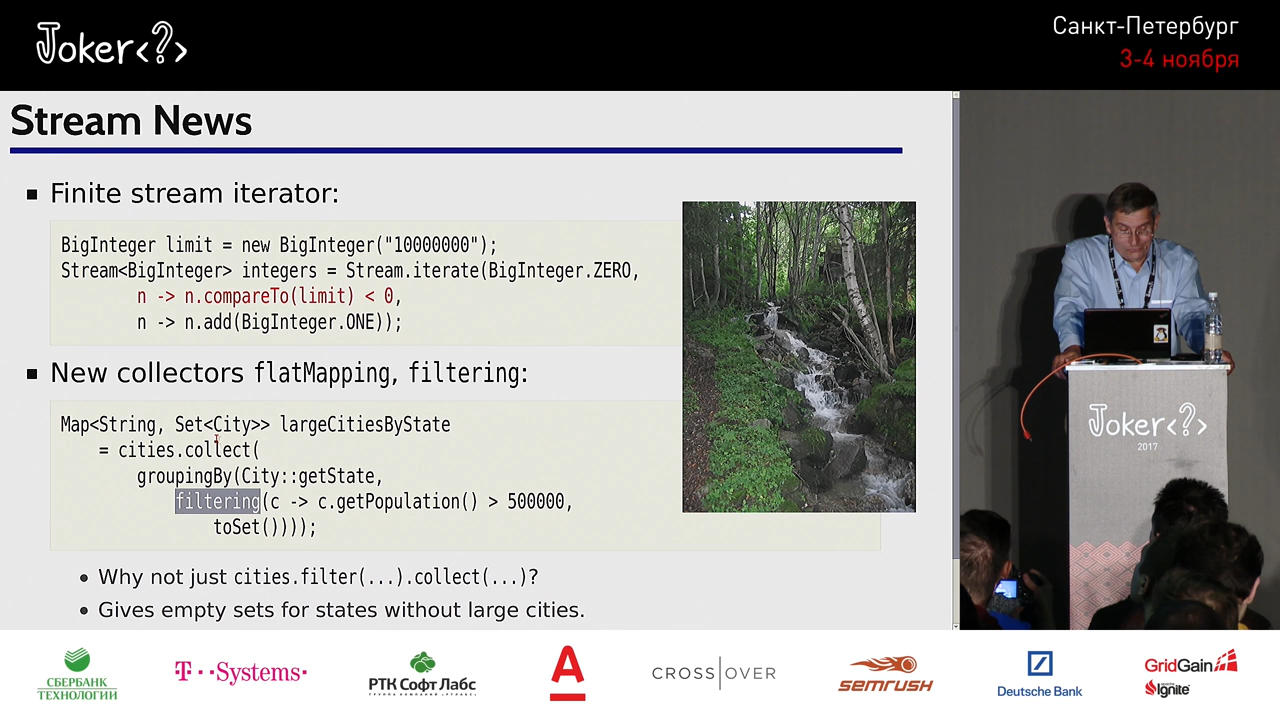 Joker<?>
Санкт-Петербург
3-4 ноября
Stream News
Finite stream iterator:
BigInteger limit = new BigInteger("10000000");
Stream<BigInteger> integers = Stream.iterate(BigInteger.ZERO,
n -> n.compareTo(limit) < 0,
n -> n.add(BigInteger.ONE));
New collectors flatMapping, filtering:
Map<String, Set<City>> largeCitiesByState
= cities.collect(
groupingBy(City::getState,
filtering(c -> c.getPopulation() > 500000,
toSet())));
Why not just cities.filter(...).collect(...)?
Gives empty sets for states without large cities.
Joker<?>
2017
СБЕРБАНК
ТЕХНОЛОГИИ
T··Systems·
РТК Софт Лабс
А
CROSS|OVER
semrush
Deutsche Bank
GridGain
Ignite